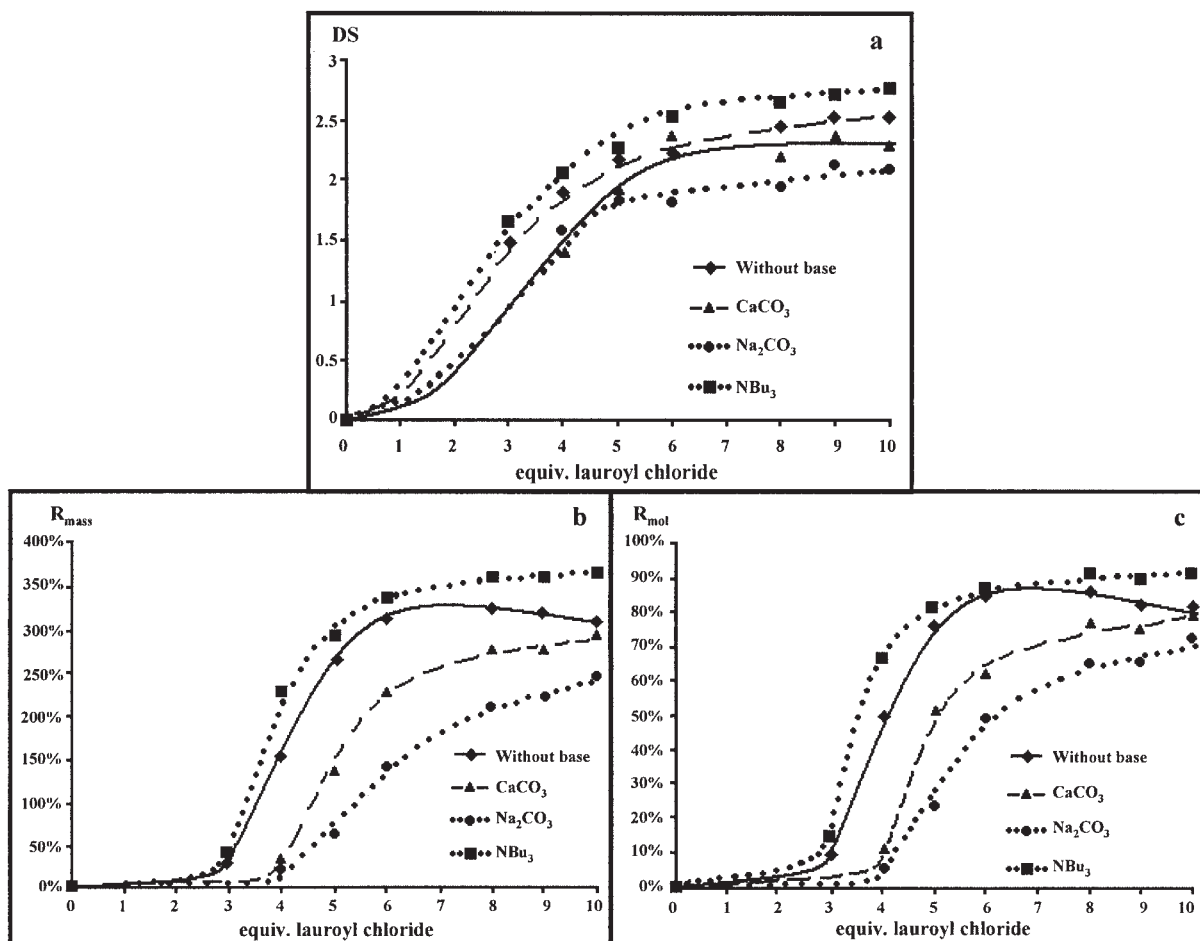 DS a
3
2.5
2
1.5
1
0.5
0
Without base
CaCO₃
Na₂CO₃
NBu₃
0 1 2 3 4 5 6 7 8 9 10
equiv. lauroyl chloride
R_mass b
400%
350%
300%
250%
200%
150%
100%
50%
0%
Without base
CaCO₃
Na₂CO₃
NBu₃
0 1 2 3 4 5 6 7 8 9 10
equiv. lauroyl chloride
R_mol c
100%
90%
80%
70%
60%
50%
40%
30%
20%
10%
0%
Without base
CaCO₃
Na₂CO₃
NBu₃
0 1 2 3 4 5 6 7 8 9 10
equiv. lauroyl chloride